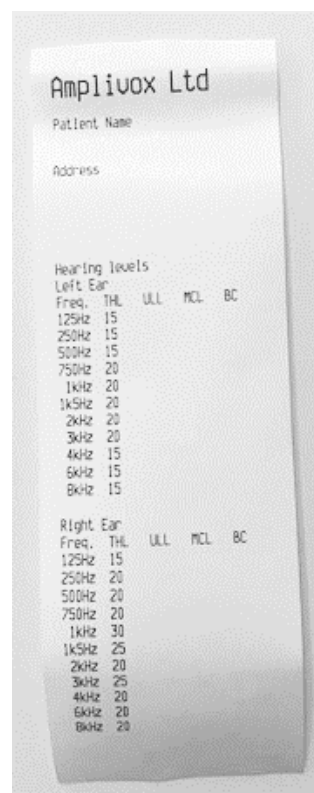 Amplivox Ltd
Patient Name
Address
Hearing levels
Left Ear
Freq. THL ULL MCL BC
125Hz 15
250Hz 15
500Hz 15
750Hz 20
1kHz 20
1k5Hz 20
2kHz 20
3kHz 20
4kHz 15
6kHz 15
8kHz 15
Right Ear
Freq. THL ULL MCL BC
125Hz 15
250Hz 20
500Hz 20
750Hz 20
1kHz 30
1k5Hz 25
2kHz 20
3kHz 25
4kHz 20
6kHz 20
8kHz 20